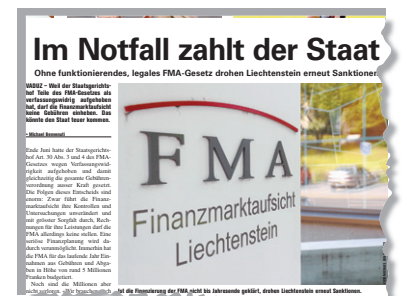 Im Notfall zahlt der Staat
Ohne funktionierendes, legales FMA-Gesetz drohen Liechtenstein erneut Sanktionen
VADUZ – Weil der Staatsgerichts-
hof Teile des FMA-Gesetzes als
verfassungswidrig aufgehoben
hat, darf die Finanzmarktaufsicht
keine Gebühren einheben. Das
könnte den Staat teuer kommen.
• Michael Benvenuti
Ende Juni hatte der Staatsgerichts-
hof Art. 30 Abs. 3 und 4 des FMA-
Gesetzes wegen Verfassungswid-
rigkeit aufgehoben und damit
gleichzeitig die gesamte Gebühren-
verordnung ausser Kraft gesetzt.
Die Folgen dieses Entscheids sind
enorm: Zwar führt die Finanz-
marktaufsicht ihre Kontrollen und
Untersuchungen unverändert und
mit grösster Sorgfalt durch, Rech-
nungen für ihre Leistungen darf die
FMA allerdings keine stellen. Eine
seriöse Finanzplanung wird da-
durch verunmöglicht. Immerhin hat
die FMA für das laufende Jahr Ein-
nahmen aus Gebühren und Abga-
ben in Höhe von rund 5 Millionen
Franken budgetiert.
Noch sind die Millionen aber
nicht verloren. «Wir brauchen
FMA
Finanzmarktaufsicht
Liechtenstein
Ist die Finanzierung der FMA nicht bis Jahresende geklärt, drohen Liechtenstein erneut Sanktionen.